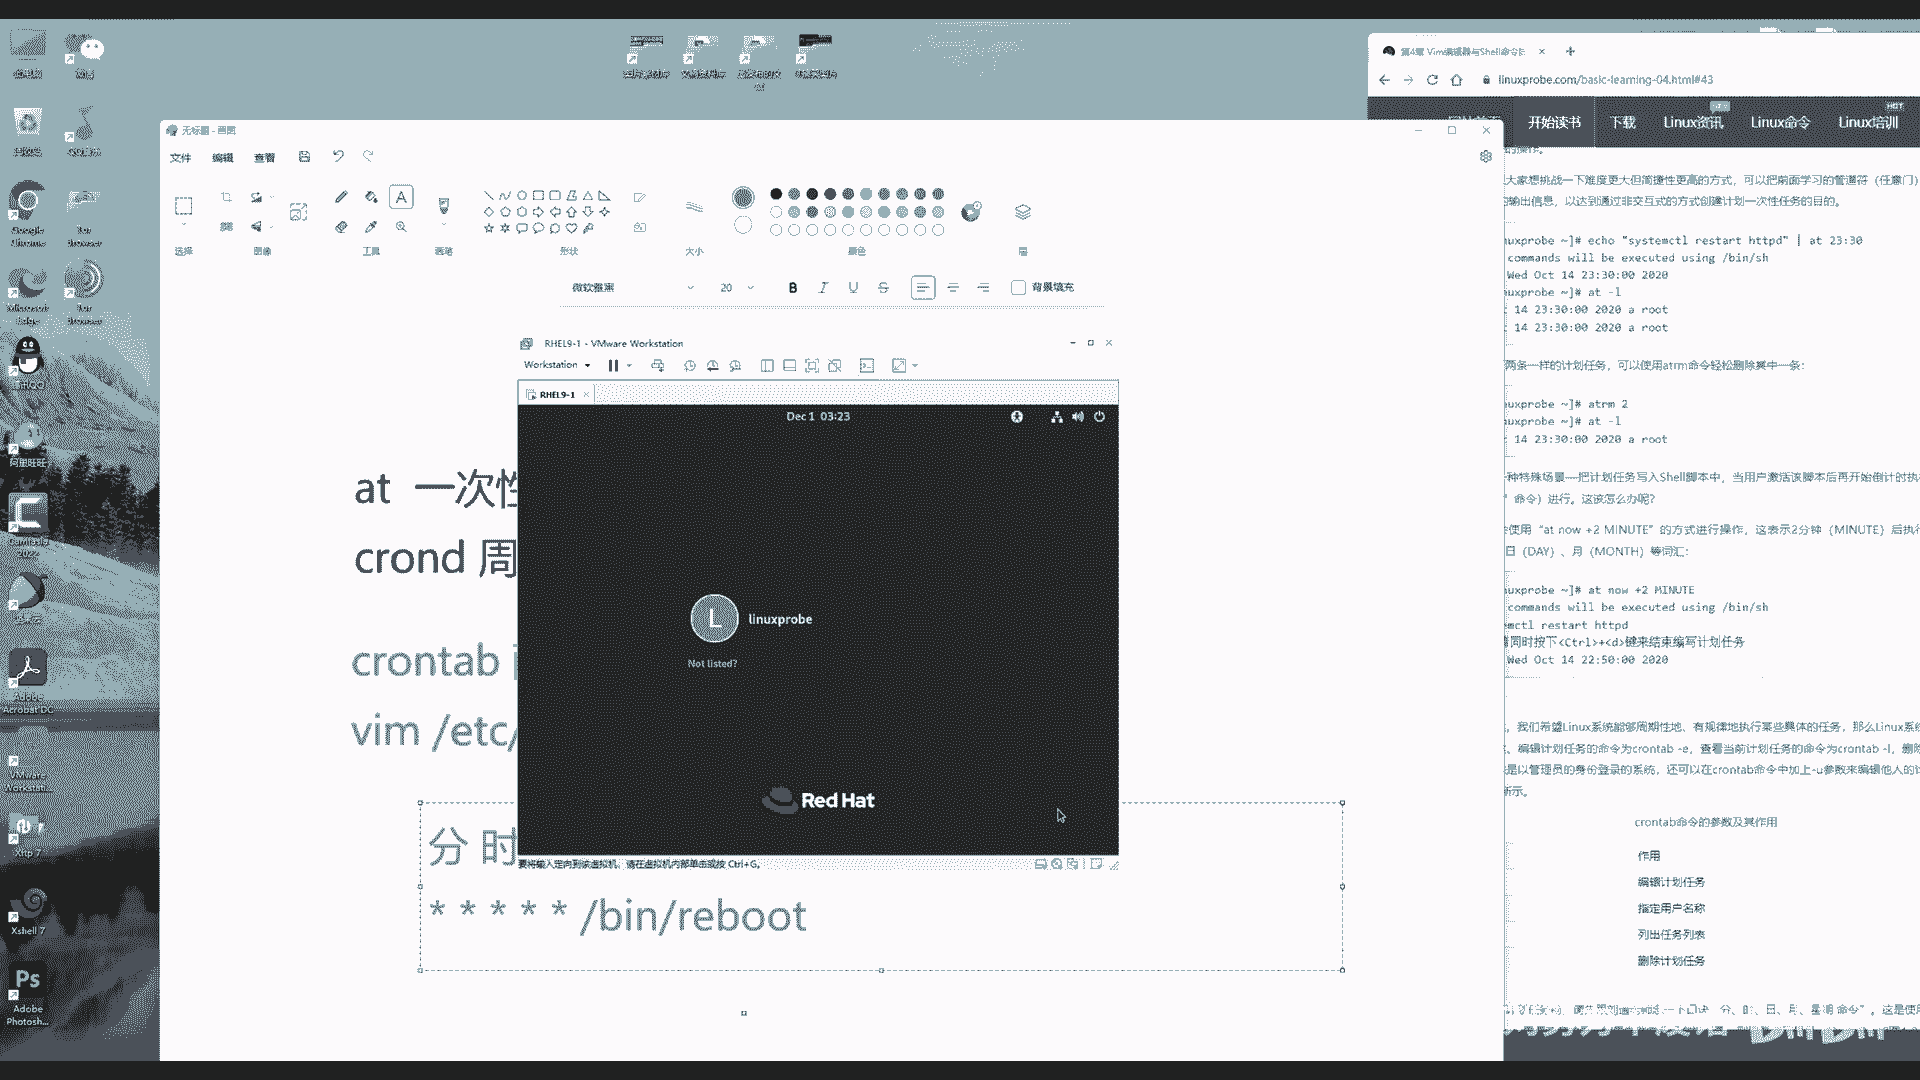 无标题 - 画图
文件 编辑 查看
选择 图像 工具 画笔 形状 大小 颜色 层
微软雅黑 20 B I U S 背景填充
at 一次性
crond 周
crontab
vim /etc/
分 时
* * * * * /bin/reboot
RHEL9-1 - VMware Workstation
Workstation
RHEL9-1
Dec 1 03:23
L linuxprobe
Not listed?
Red Hat
要将输入定向到该虚拟机，请在虚拟机内部单击或按 Ctrl+G。
Google Chrome
Tor Browser
Microsoft Edge
Tor Browser
腾讯QQ
阿里旺旺
Camtasia 2022
Adobe Acrobat DC
VMware Workstati...
Xftp 7
Xshell 7
Ps
Adobe Photosh...
第4章 Vim编辑器与Shell命令
linuxprobe.com/basic-learning-04.html#43
开始读书 下载 Linux资讯 Linux命令 Linux培训
HOT
的操作。
大家想挑战一下难度更大但简捷性更高的方式，可以把前面学习的管道符（任意门）
的输出信息，以达到通过非交互式的方式创建计划一次性任务的目的。
uxprobe ~]# echo "systemctl restart httpd" | at 23:30
commands will be executed using /bin/sh
Wed Oct 14 23:30:00 2020
uxprobe ~]# at -l
14 23:30:00 2020 a root
14 23:30:00 2020 a root
两条一样的计划任务，可以使用atrm命令轻松删除其中一条：
uxprobe ~]# atrm 2
uxprobe ~]# at -l
14 23:30:00 2020 a root
种特殊场景—把计划任务写入Shell脚本中，当用户激活该脚本后再开始倒计时执
”命令）进行。这该怎么办呢？
使用“at now +2 MINUTE”的方式进行操作，这表示2分钟（MINUTE）后执行
日（DAY）、月（MONTH）等词汇：
uxprobe ~]# at now +2 MINUTE
commands will be executed using /bin/sh
emctl restart httpd
同时按下<Ctrl>+<d>键来结束编写计划任务
Wed Oct 14 22:50:00 2020
，我们希望Linux系统能够周期性地、有规律地执行某些具体的任务，那么Linux系
、编辑计划任务的命令为crontab -e，查看当前计划任务的命令为crontab -l，删除
是以管理员的身份登录的系统，还可以在crontab命令中加上-u参数来编辑他人的计
所示。
crontab命令的参数及其作用
作用
编辑计划任务
指定用户名称
列出任务列表
删除计划任务
分、时、日、月、星期 命令”。这是使用